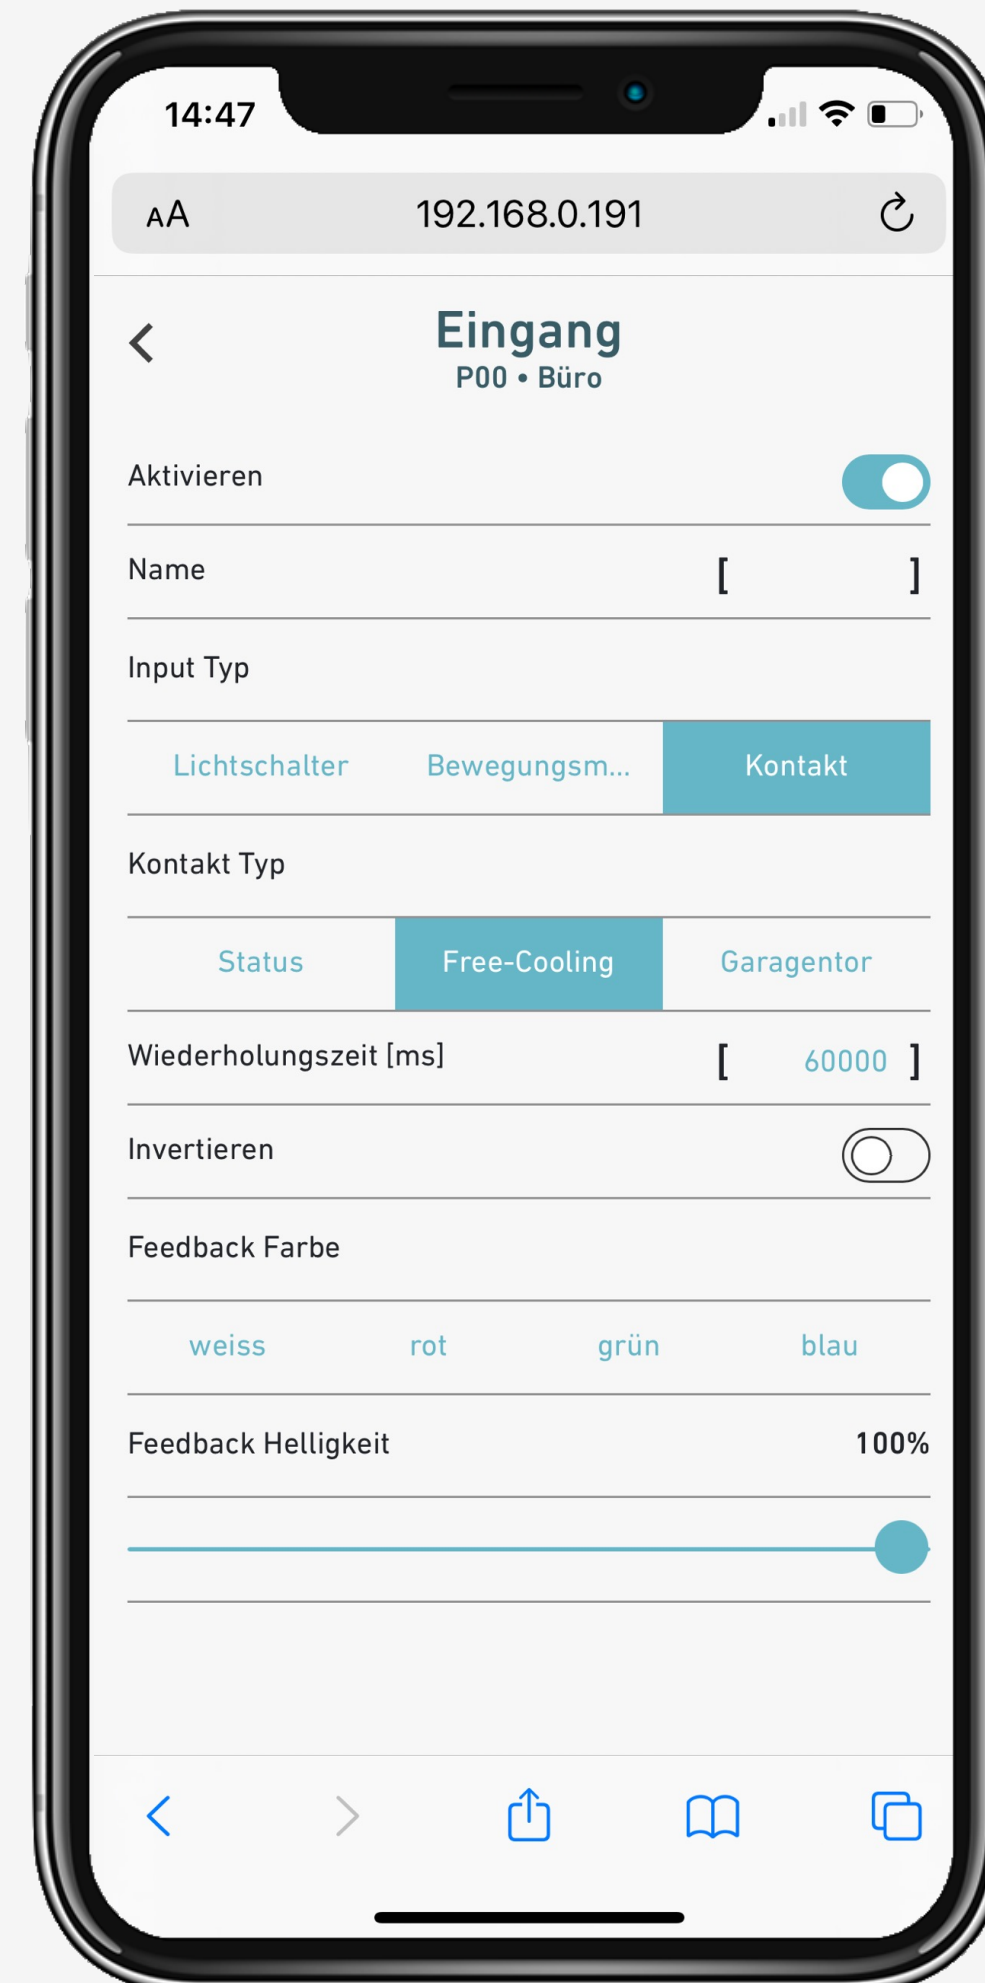 14:47
AA 192.168.0.191
Eingang
P00 • Büro
Aktivieren
Name [ ]
Input Typ
Lichtschalter Bewegungsm... Kontakt
Kontakt Typ
Status Free-Cooling Garagentor
Wiederholungszeit [ms] [ 60000 ]
Invertieren
Feedback Farbe
weiss rot grün blau
Feedback Helligkeit 100%